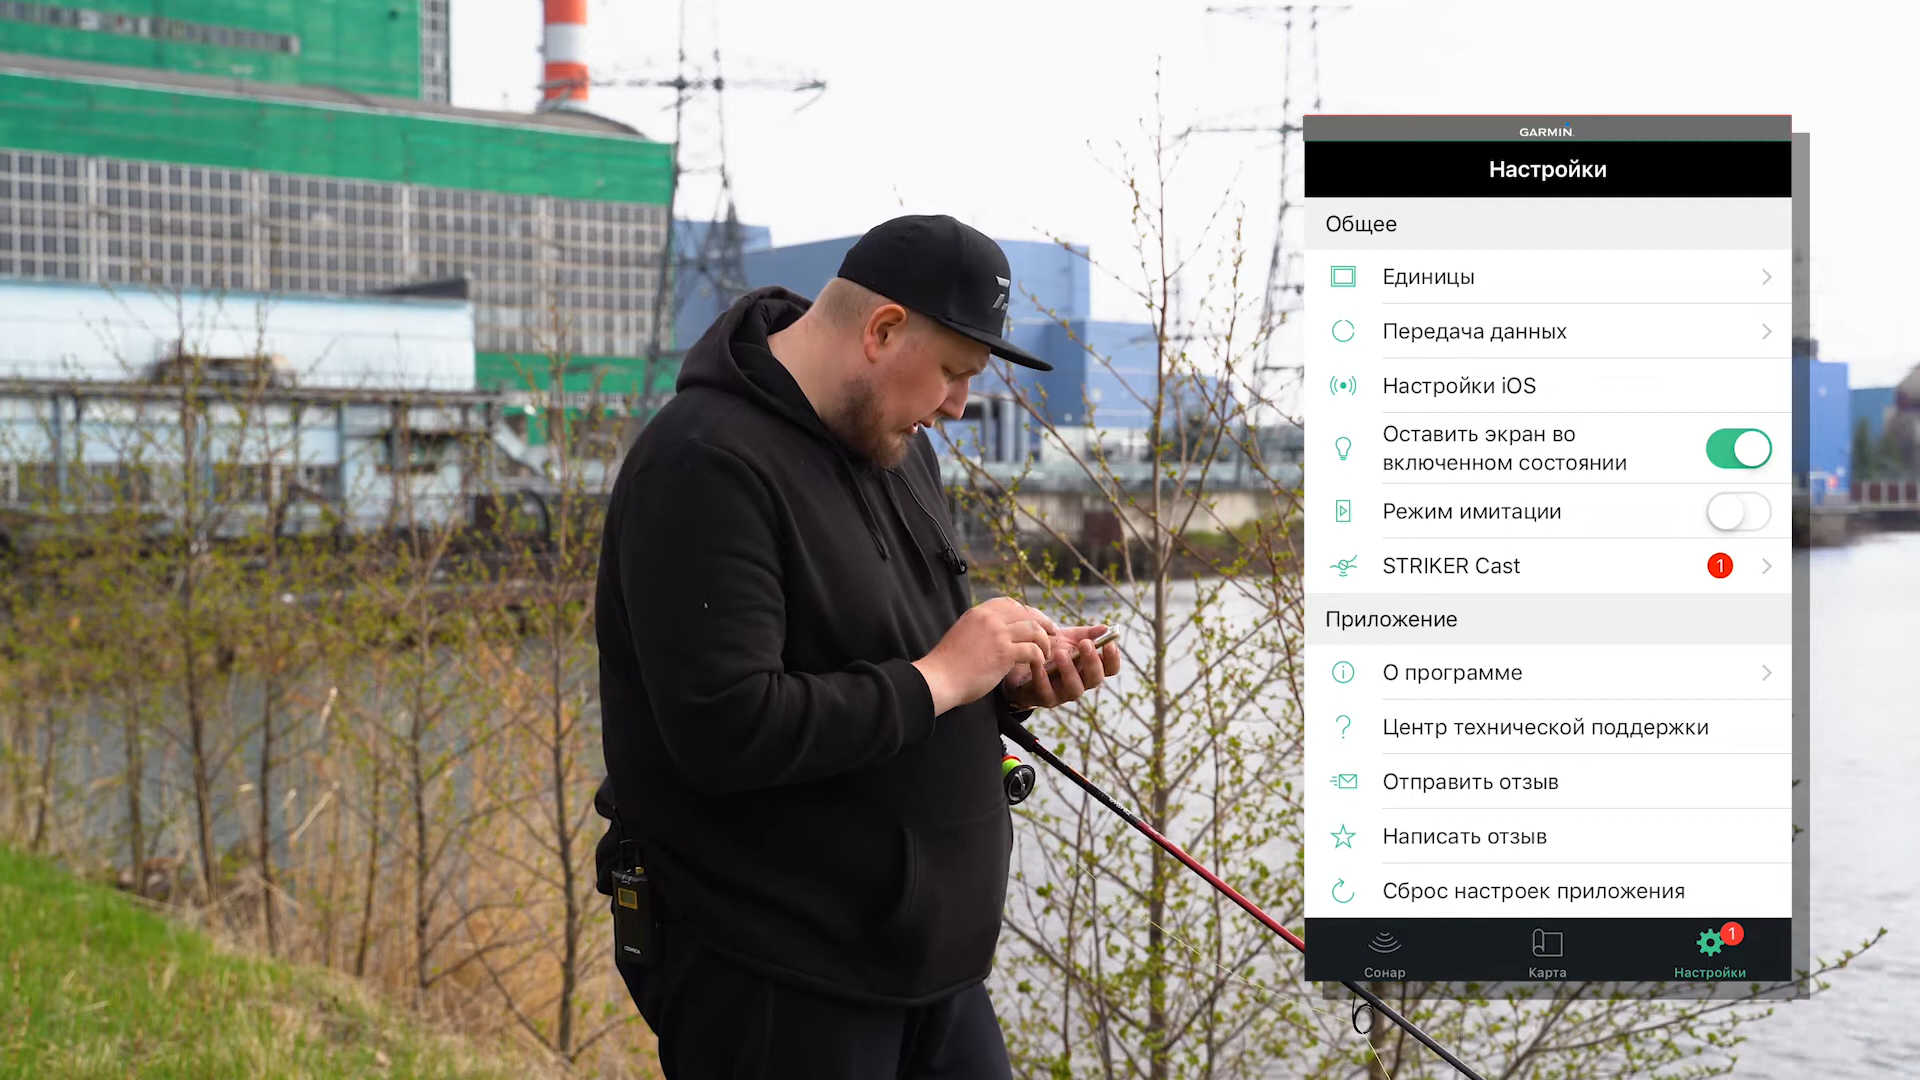 GARMIN
Настройки
Общее
Единицы
Передача данных
Настройки iOS
Оставить экран во
включенном состоянии
Режим имитации
STRIKER Cast
1
Приложение
О программе
?
Центр технической поддержки
Отправить отзыв
Написать отзыв
Сброс настроек приложения
1
Сонар
Карта
Настройки